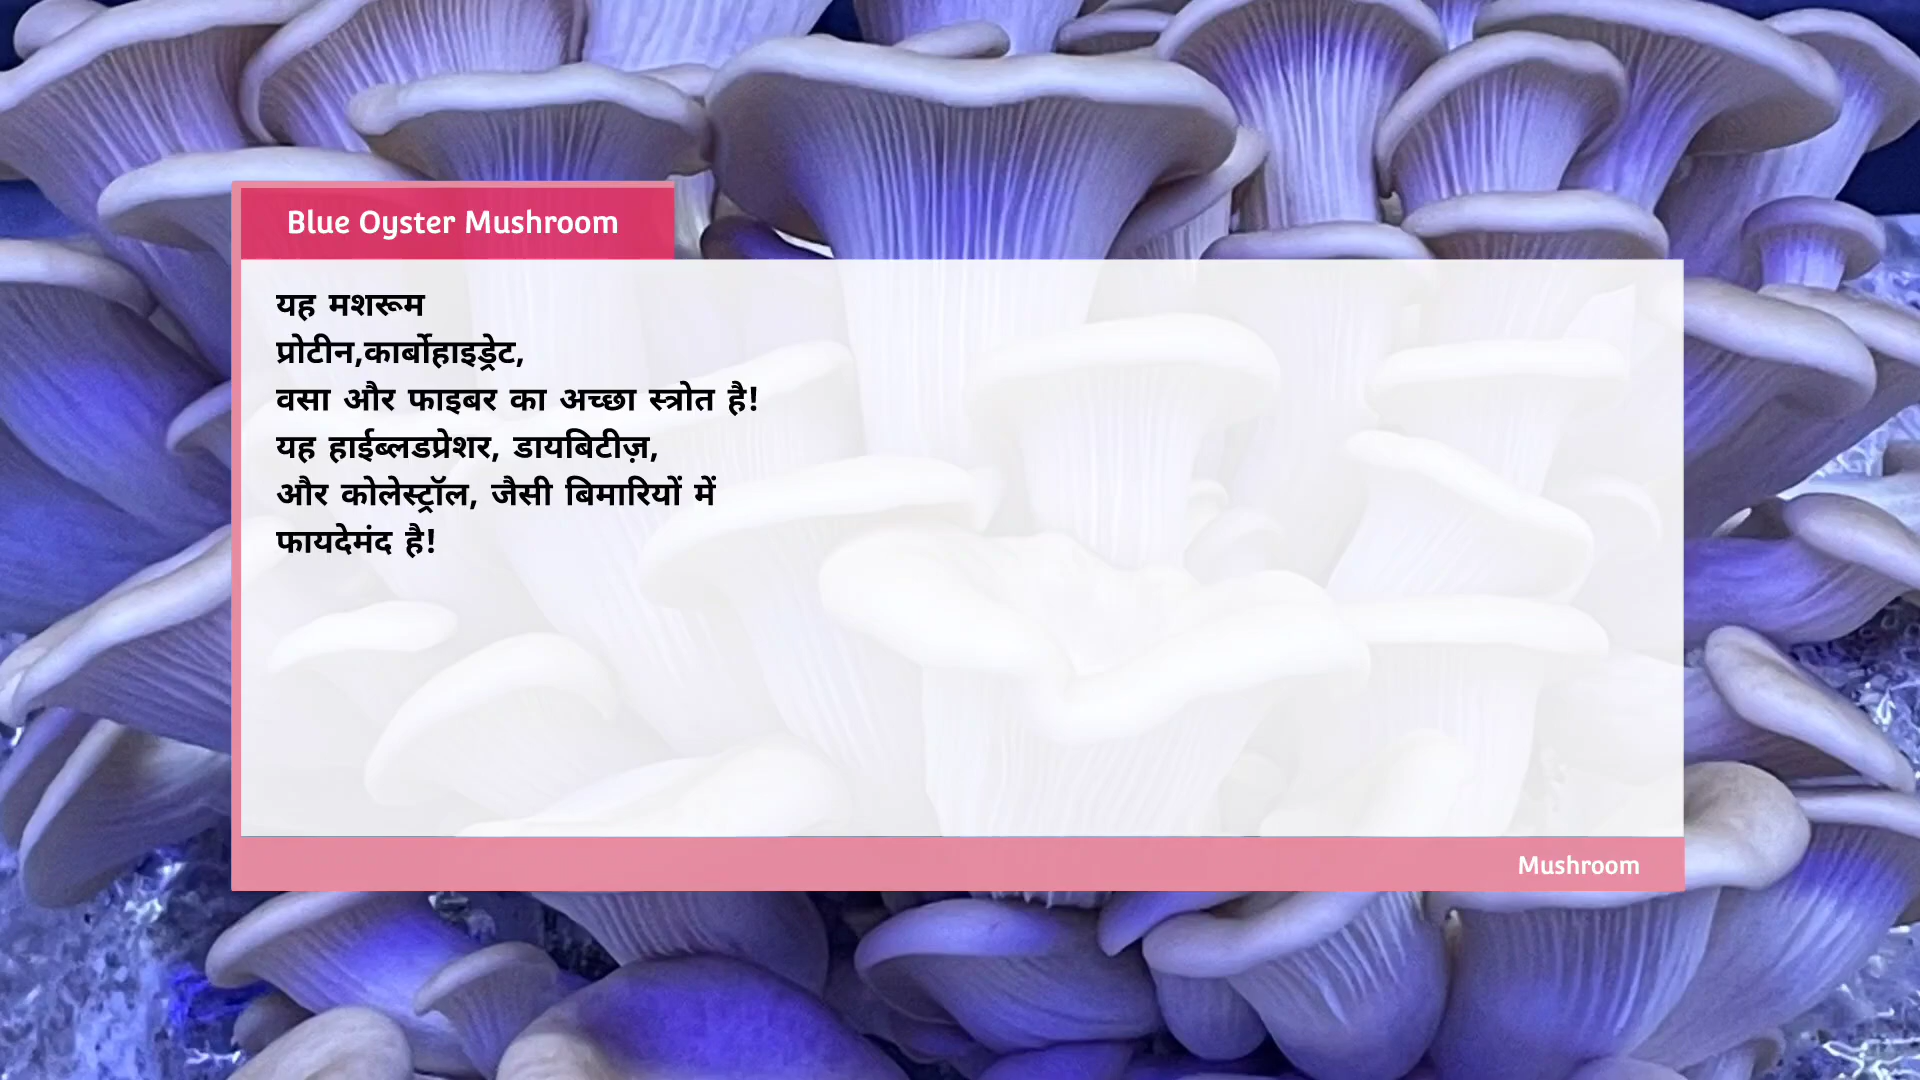 Blue Oyster Mushroom
यह मशरूम
प्रोटीन,कार्बोहाइड्रेट,
वसा और फाइबर का अच्छा स्त्रोत है!
यह हाईब्लडप्रेशर, डायबिटीज़,
और कोलेस्ट्रॉल, जैसी बिमारियों में
फायदेमंद है!
Mushroom